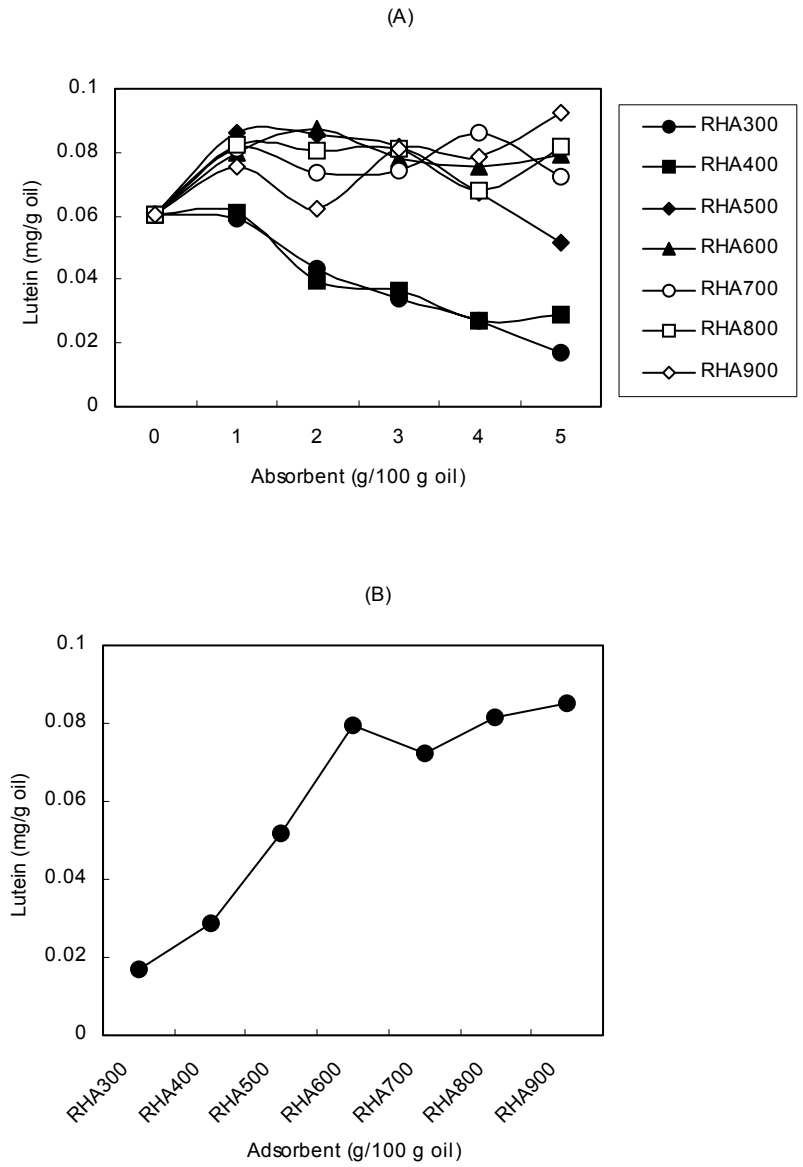 (A)
0.1
0.08
0.06
0.04
0.02
0
Lutein (mg/g oil)
0 1 2 3 4 5
Absorbent (g/100 g oil)
RHA300
RHA400
RHA500
RHA600
RHA700
RHA800
RHA900
(B)
0.1
0.08
0.06
0.04
0.02
0
Lutein (mg/g oil)
RHA300
RHA400
RHA500
RHA600
RHA700
RHA800
RHA900
Adsorbent (g/100 g oil)